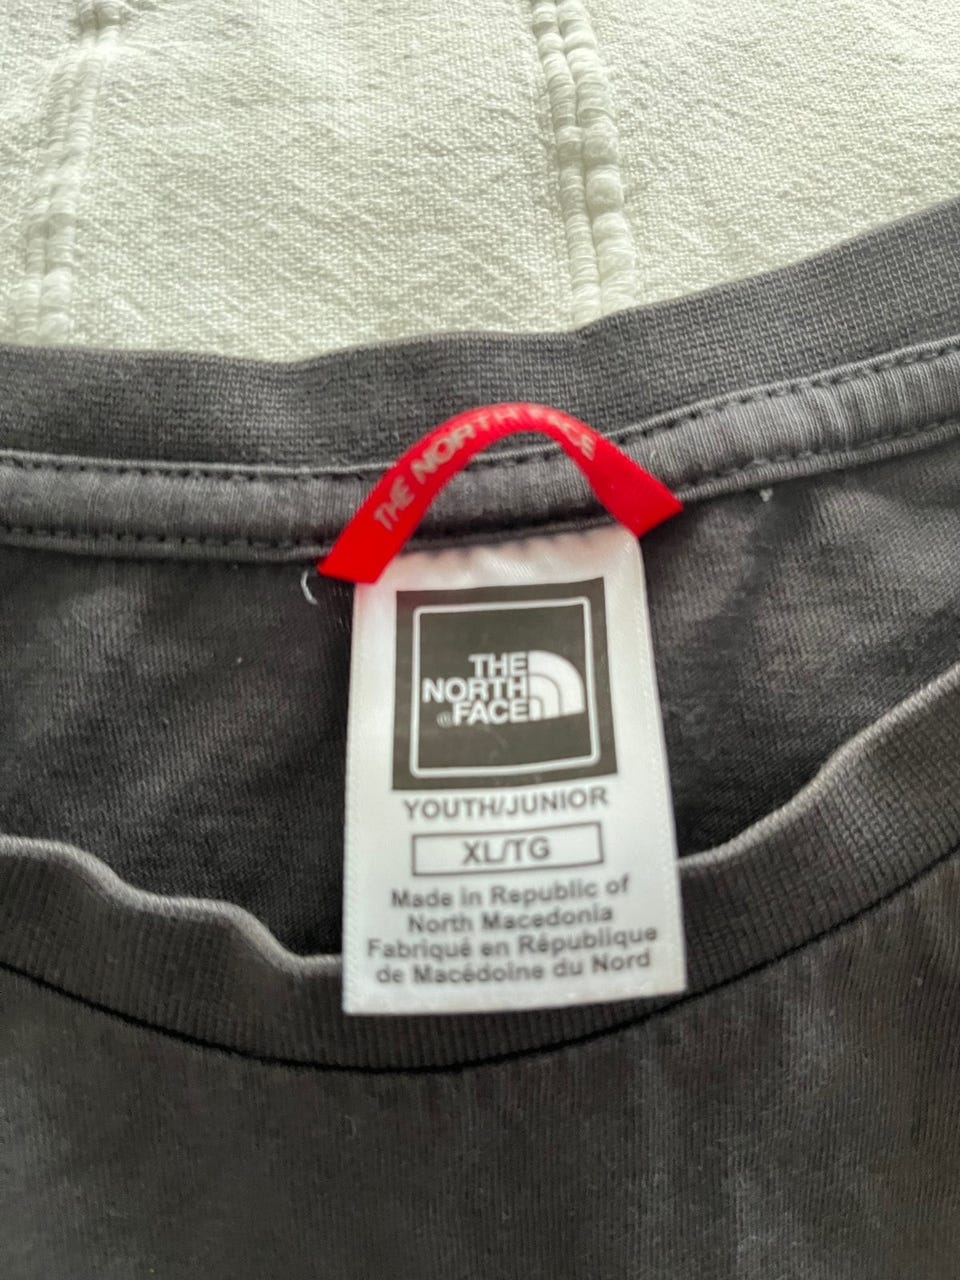 THE NORTH FACE
THE
NORTH
FACE
YOUTH/JUNIOR
XL/TG
Made in Republic of
North Macedonia
Fabriqué en République
de Macédoine du Nord